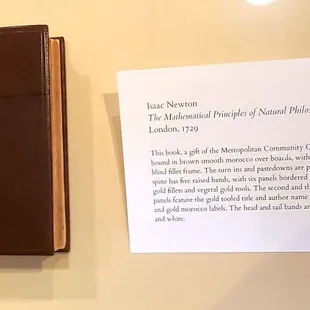 Isaac Newton
The Mathematical Principles of Natural Philos
London, 1729
This book, a gift of the Metropolitan Community C
bound in brown smooth morocco over boards, with
blind fillet frame. The turn ins and pastedowns are p
spine has five raised bands, with six panels bordered
gold fillets and vegetal gold tools. The second and th
panels feature the gold tooled title and author name
and gold morocco labels. The head and tail bands ar
and white.